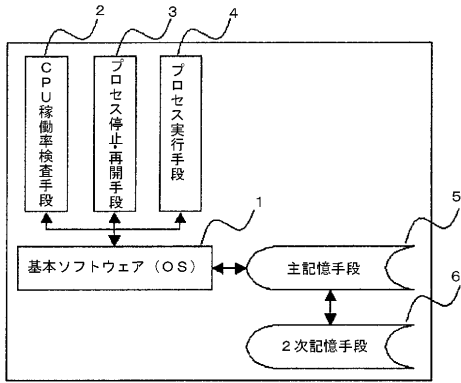 2
3
4
CPU稼働率検査手段
プロセス停止・再開手段
プロセス実行手段
1
基本ソフトウェア（OS）
5
主記憶手段
6
2次記憶手段